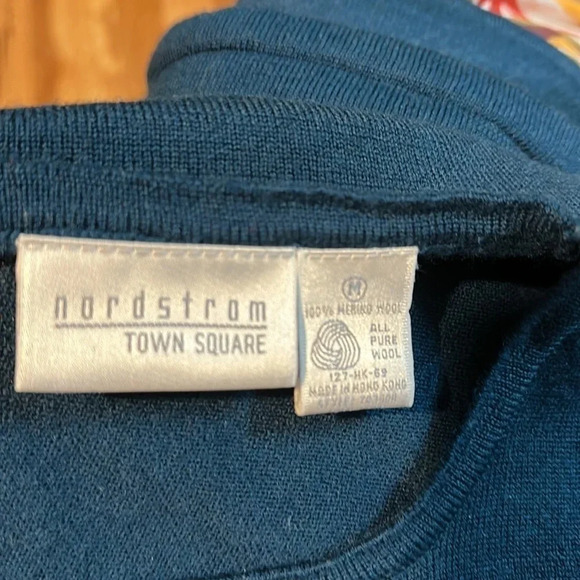 nordstrom
TOWN SQUARE
M
100% MERINO WOOL
ALL
PURE
WOOL
127-HK-69
MADE IN HONG KONG